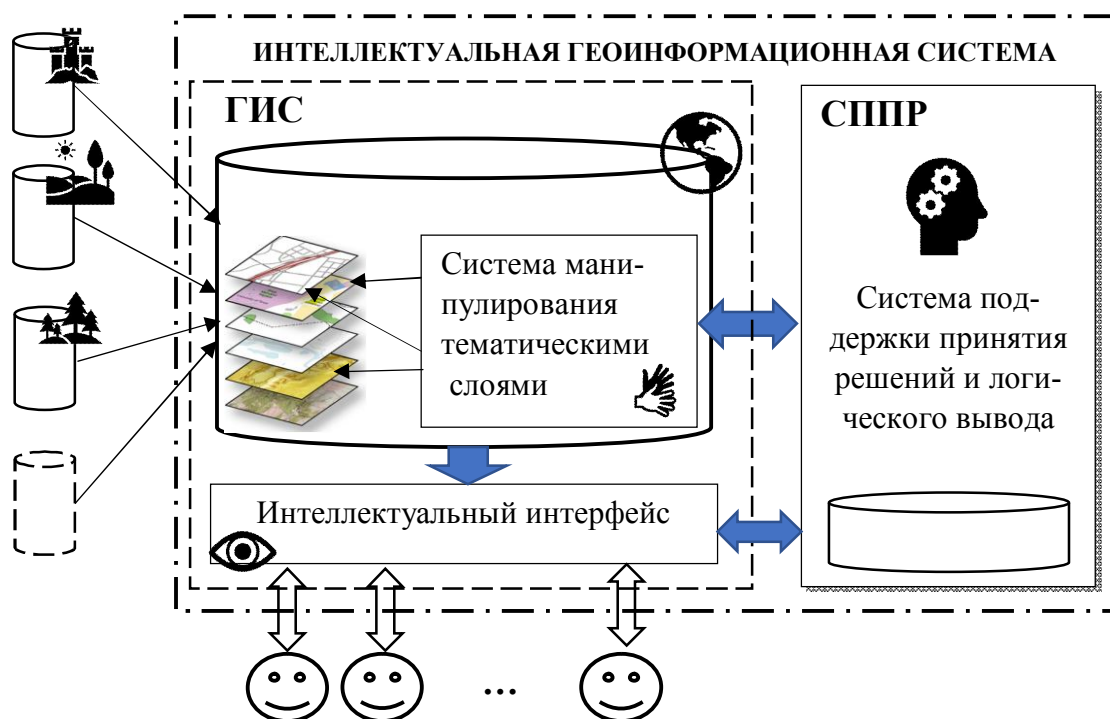 ИНТЕЛЛЕКТУАЛЬНАЯ ГЕОИНФОРМАЦИОННАЯ СИСТЕМА
ГИС
Система мани-
пулирования
тематическими
слоями
Интеллектуальный интерфейс
СППР
Система под-
держки принятия
решений и логи-
ческого вывода
...